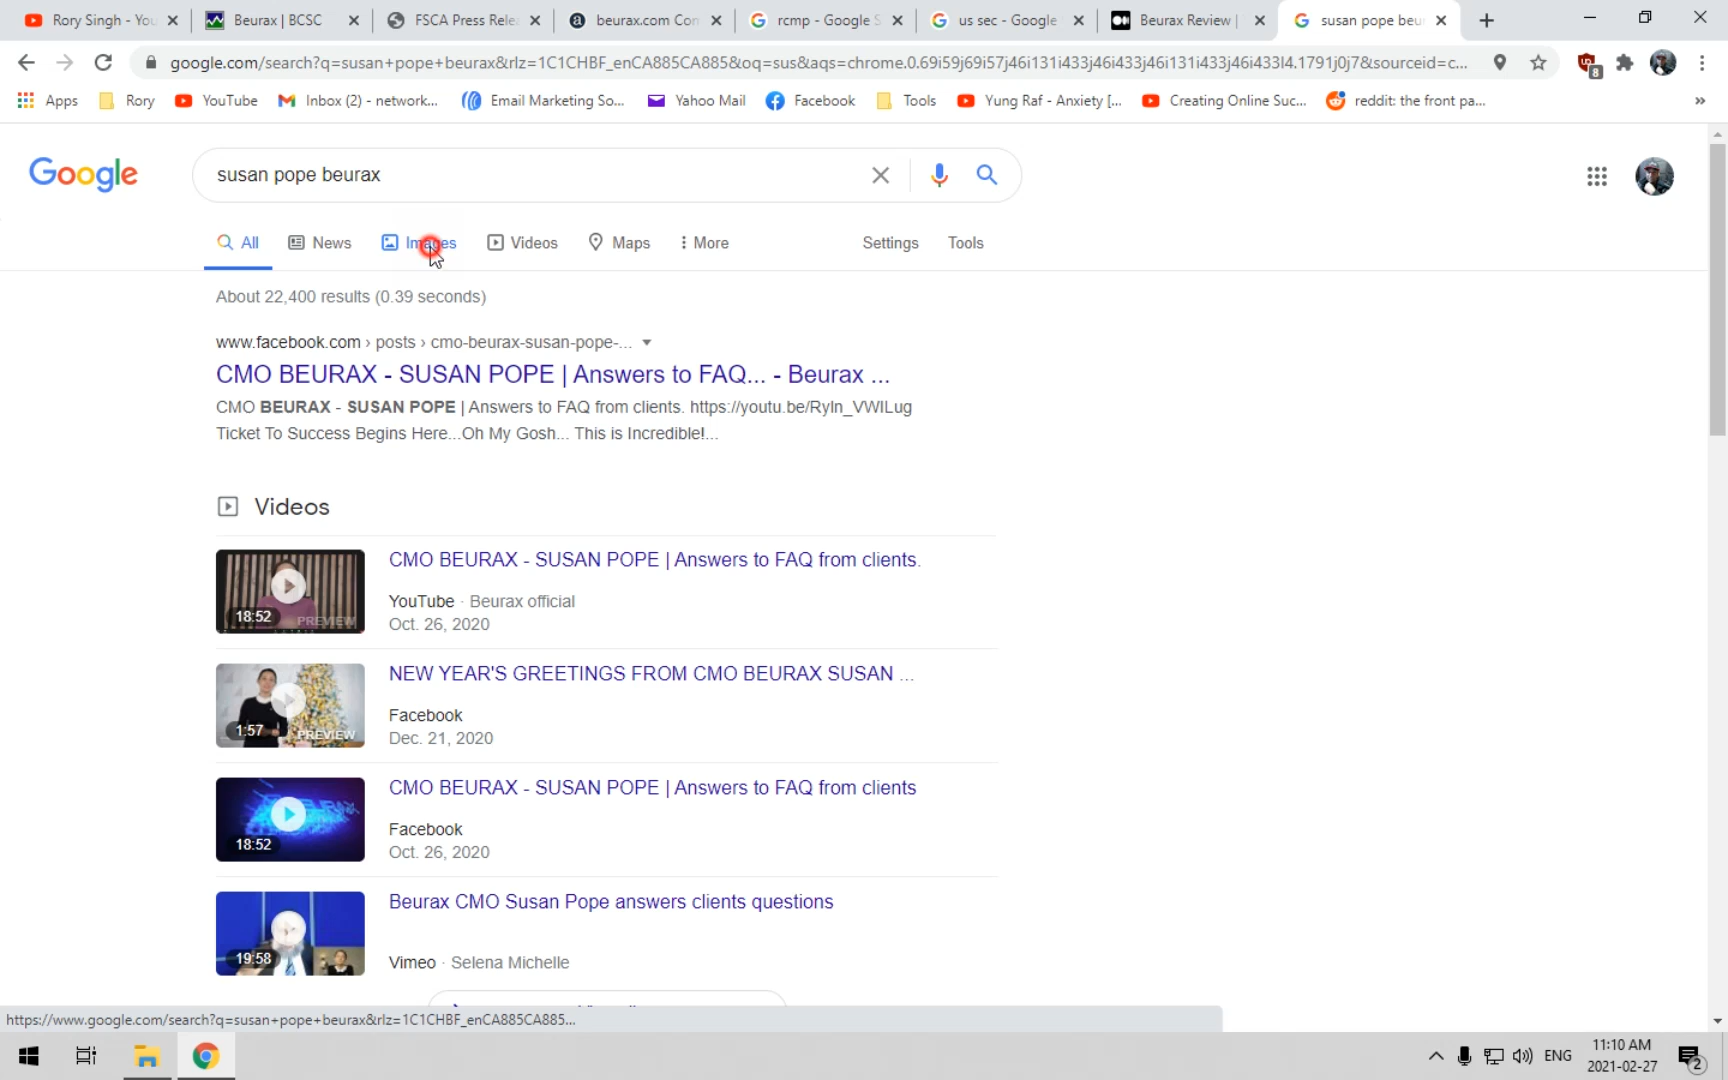 Rory Singh - You
Beurax | BCSC
FSCA Press Rele
beurax.com Con
rcmp - Google S
us sec - Google
Beurax Review |
susan pope beur
google.com/search?q=susan+pope+beurax&rlz=1C1CHBF_enCA885CA885&oq=sus&aqs=chrome.0.69i59j69i57j46i131i433j46i433j46i131i433j46i433l4.1791j0j7&sourceid=c...
8
Apps
Rory
YouTube
Inbox (2) - network...
Email Marketing So...
Yahoo Mail
Facebook
Tools
Yung Raf - Anxiety [...
Creating Online Suc...
reddit: the front pa...
»
Google
susan pope beurax
All
News
Images
Videos
Maps
More
Settings
Tools
About 22,400 results (0.39 seconds)
www.facebook.com › posts › cmo-beurax-susan-pope-...
CMO BEURAX - SUSAN POPE | Answers to FAQ... - Beurax ...
CMO BEURAX - SUSAN POPE | Answers to FAQ from clients. https://youtu.be/RyIn_VWILug
Ticket To Success Begins Here...Oh My Gosh... This is Incredible!...
Videos
CMO BEURAX - SUSAN POPE | Answers to FAQ from clients.
YouTube · Beurax official
Oct. 26, 2020
18:52
PREVIEW
NEW YEAR'S GREETINGS FROM CMO BEURAX SUSAN ...
Facebook
Dec. 21, 2020
1:57
PREVIEW
CMO BEURAX - SUSAN POPE | Answers to FAQ from clients
Facebook
Oct. 26, 2020
18:52
Beurax CMO Susan Pope answers clients questions
Vimeo · Selena Michelle
19:58
https://www.google.com/search?q=susan+pope+beurax&rlz=1C1CHBF_enCA885CA885...
ENG
11:10 AM
2021-02-27
2